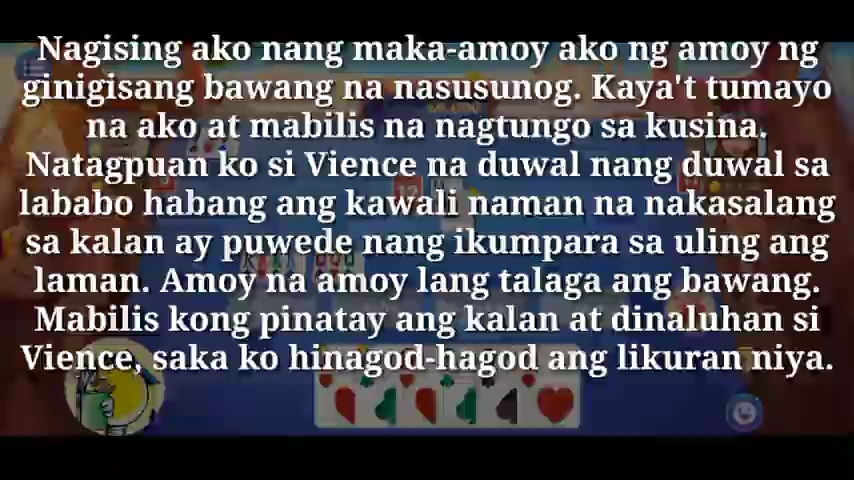 Nagising ako nang maka-amoy ako ng amoy ng
ginigisang bawang na nasusunog. Kaya't tumayo
na ako at mabilis na nagtungo sa kusina.
Natagpuan ko si Vience na duwal nang duwal sa
lababo habang ang kawali naman na nakasalang
sa kalan ay puwede nang ikumpara sa uling ang
laman. Amoy na amoy lang talaga ang bawang.
Mabilis kong pinatay ang kalan at dinaluhan si
Vience, saka ko hinagod-hagod ang likuran niya.